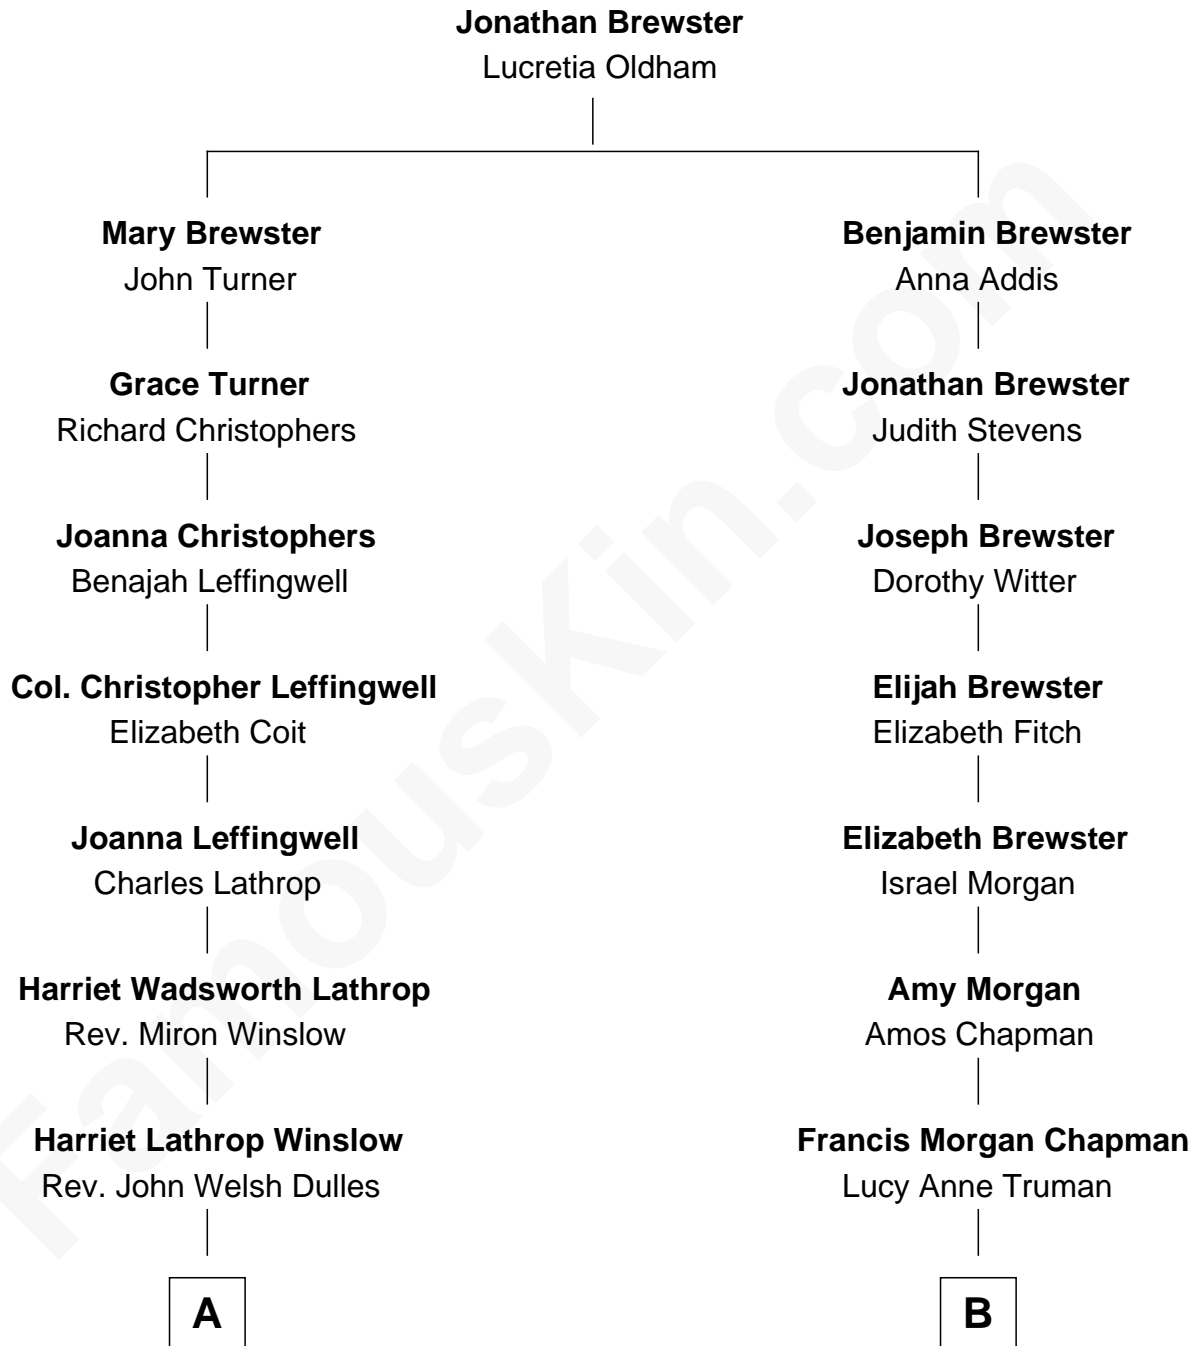 Jonathan Brewster
Lucretia Oldham
Mary Brewster
John Turner
Benjamin Brewster
Anna Addis
Grace Turner
Richard Christophers
Jonathan Brewster
Judith Stevens
Joanna Christophers
Benajah Leffingwell
Joseph Brewster
Dorothy Witter
Col. Christopher Leffingwell
Elizabeth Coit
Elijah Brewster
Elizabeth Fitch
Joanna Leffingwell
Charles Lathrop
Elizabeth Brewster
Israel Morgan
Harriet Wadsworth Lathrop
Rev. Miron Winslow
Amy Morgan
Amos Chapman
Harriet Lathrop Winslow
Rev. John Welsh Dulles
Francis Morgan Chapman
Lucy Anne Truman
A
B
FamousKin.com